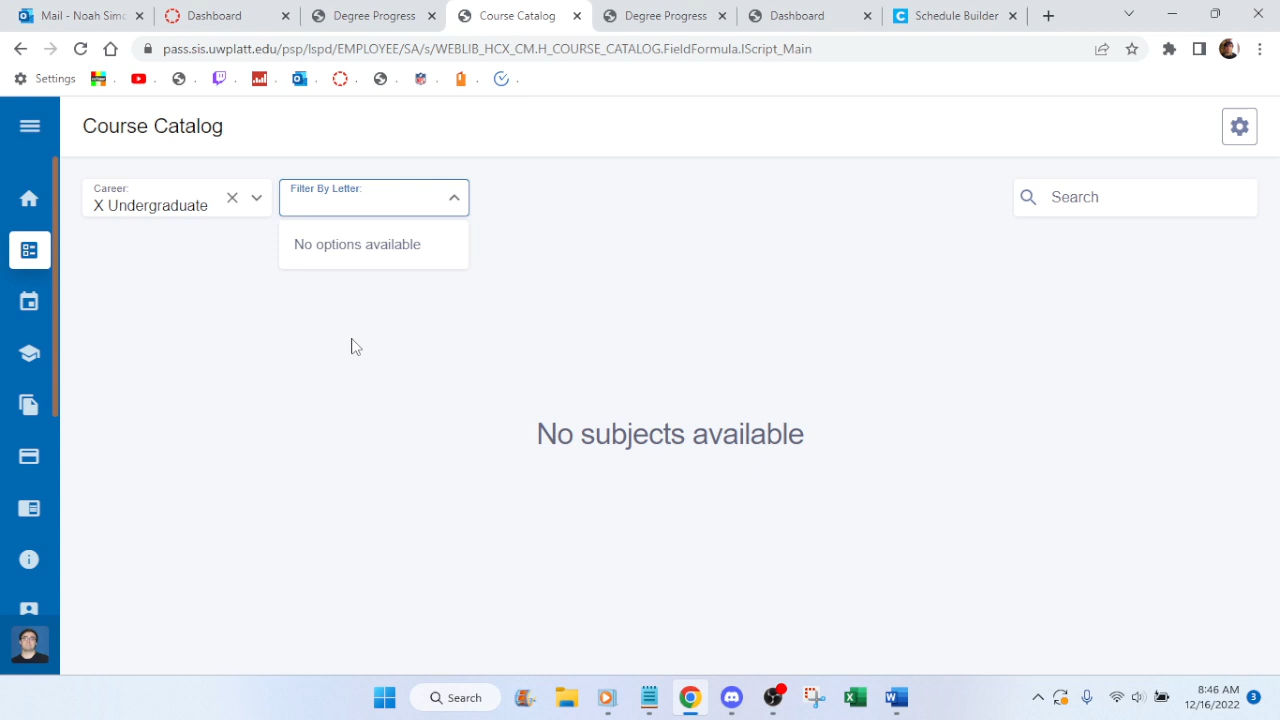 Mail - Noah Simo
Dashboard
Degree Progress
Course Catalog
Degree Progress
Dashboard
Schedule Builder
pass.sis.uwplatt.edu/psp/lspd/EMPLOYEE/SA/s/WEBLIB_HCX_CM.H_COURSE_CATALOG.FieldFormula.IScript_Main
Settings . . . . . . . . . . .
Course Catalog
Career:
X Undergraduate
Filter By Letter:
Search
No options available
No subjects available
Search
8:46 AM
12/16/2022
3